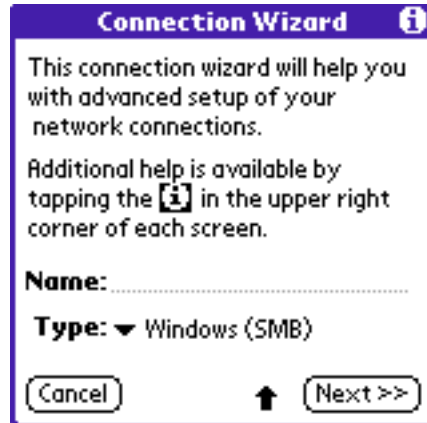 Connection Wizard i
This connection wizard will help you
with advanced setup of your
network connections.
Additional help is available by
tapping the [i] in the upper right
corner of each screen.
Name:
Type: Windows (SMB)
Cancel Next >>